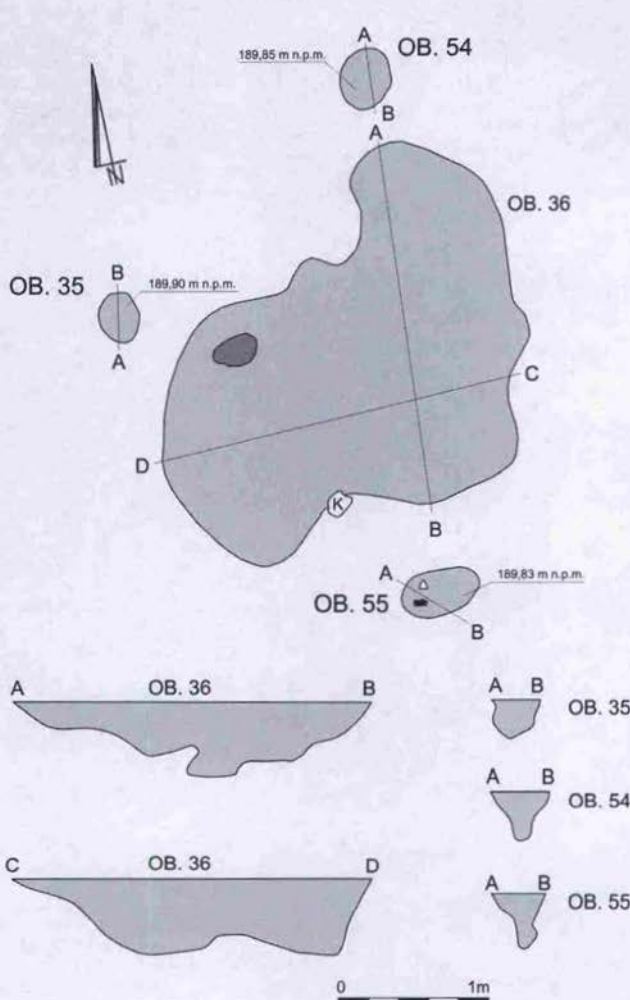 A
OB. 54
189,85 m n.p.m.
B
A
N
OB. 36
B
OB. 35
189,90 m n.p.m.
A
C
D
K
B
A
189,83 m n.p.m.
OB. 55
B
A OB. 36 B
A B
OB. 35
A B
OB. 54
C OB. 36 D
A B
OB. 55
0 1m